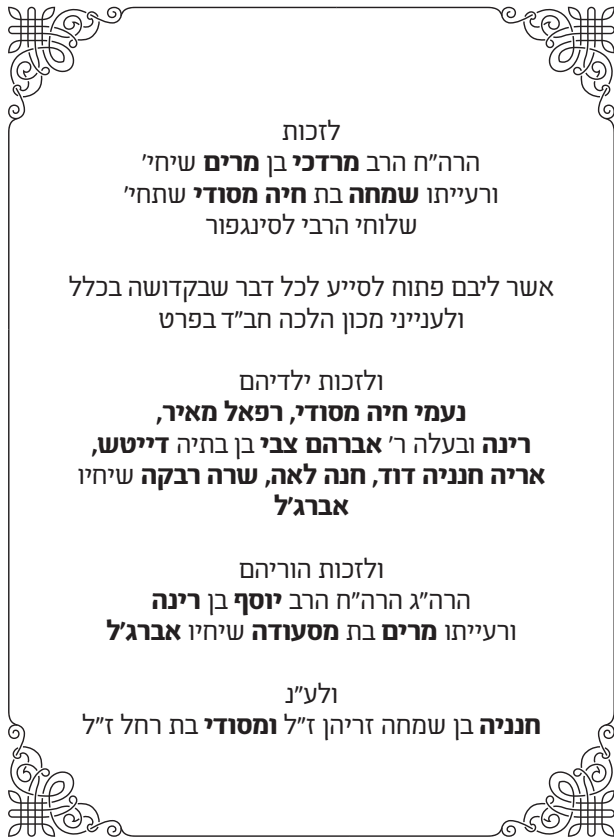 לזכות
הרה״ח הרב מרדכי בן מרים שיחי׳
ורעייתו שמחה בת חיה מסודי שתחי׳
שלוחי הרבי לסינגפור
אשר ליבם פתוח לסייע לכל דבר שבקדושה בכלל
ולענייני מכון הלכה חב״ד בפרט
ולזכות ילדיהם
נעמי חיה מסודי, רפאל מאיר,
רינה ובעלה ר׳ אברהם צבי בן בתיה דייטש,
אריה חנניה דוד, חנה לאה, שרה רבקה שיחיו
אברג׳ל
ולזכות הוריהם
הרה״ג הרה״ח הרב יוסף בן רינה
ורעייתו מרים בת מסעודה שיחיו אברג׳ל
ולע״נ
חנניה בן שמחה זריהן ז״ל ומסודי בת רחל ז״ל